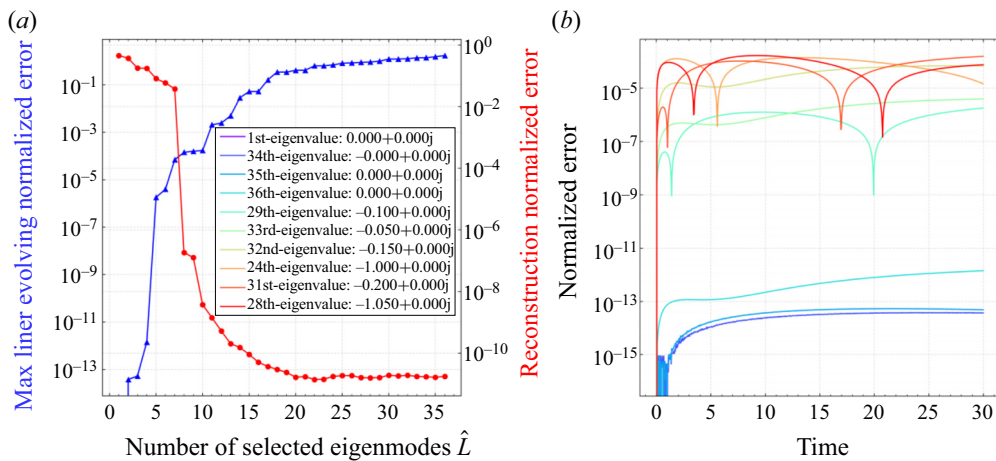 (a)
Max liner evolving normalized error
10⁻¹
10⁻³
10⁻⁵
10⁻⁷
10⁻⁹
10⁻¹¹
10⁻¹³
10⁰
10⁻²
10⁻⁴
10⁻⁶
10⁻⁸
10⁻¹⁰
Reconstruction normalized error
1st-eigenvalue: 0.000+0.000j
34th-eigenvalue: −0.000+0.000j
35th-eigenvalue: 0.000+0.000j
36th-eigenvalue: 0.000+0.000j
29th-eigenvalue: −0.100+0.000j
33rd-eigenvalue: −0.050+0.000j
32nd-eigenvalue: −0.150+0.000j
24th-eigenvalue: −1.000+0.000j
31st-eigenvalue: −0.200+0.000j
28th-eigenvalue: −1.050+0.000j
0 5 10 15 20 25 30 35
Number of selected eigenmodes L̂
(b)
Normalized error
10⁻⁵
10⁻⁷
10⁻⁹
10⁻¹¹
10⁻¹³
10⁻¹⁵
0 5 10 15 20 25 30
Time